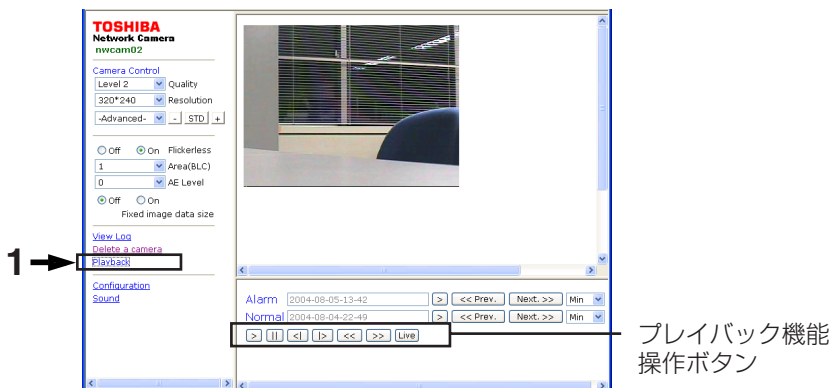 TOSHIBA
Network Camera
nwcam02
Camera Control
Level 2 Quality
320*240 Resolution
-Advanced- - STD +
Off On Flickerless
1 Area(BLC)
0 AE Level
Off On
Fixed image data size
View Log
Delete a camera
1 Playback
Configuration
Sound
Alarm 2004-08-05-13-42 > << Prev. Next. >> Min
Normal 2004-08-04-22-49 > << Prev. Next. >> Min
> || <| |> << >> Live
プレイバック機能
操作ボタン